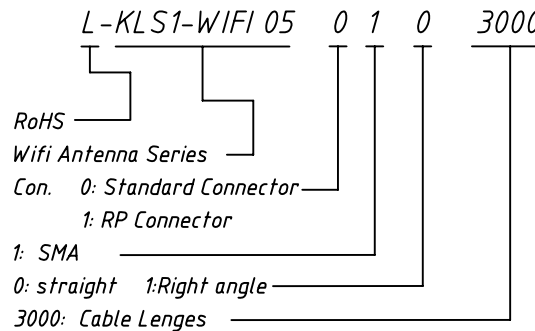 L-KLS1-WIFI 05 0 1 0 3000
RoHS
Wifi Antenna Series
Con. 0: Standard Connector
1: RP Connector
1: SMA
0: straight 1:Right angle
3000: Cable Lenges